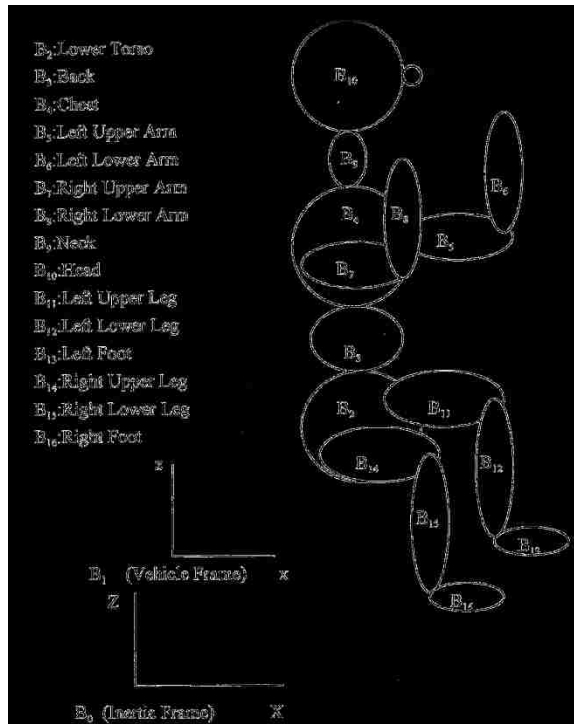 B₂:Lower Torso
B₃:Back
B₄:Chest
B₅:Left Upper Arm
B₆:Left Lower Arm
B₇:Right Upper Arm
B₈:Right Lower Arm
B₉:Neck
B₁₀:Head
B₁₁:Left Upper Leg
B₁₂:Left Lower Leg
B₁₃:Left Foot
B₁₄:Right Upper Leg
B₁₅:Right Lower Leg
B₁₆:Right Foot
B₁₀
B₉
B₆
B₄
B₈
B₅
B₇
B₃
B₂
B₁₁
B₁₄
B₁₂
B₁₅
B₁₃
B₁₆
z
B₁ (Vehicle Frame) x
Z
B₀ (Inertia Frame) X